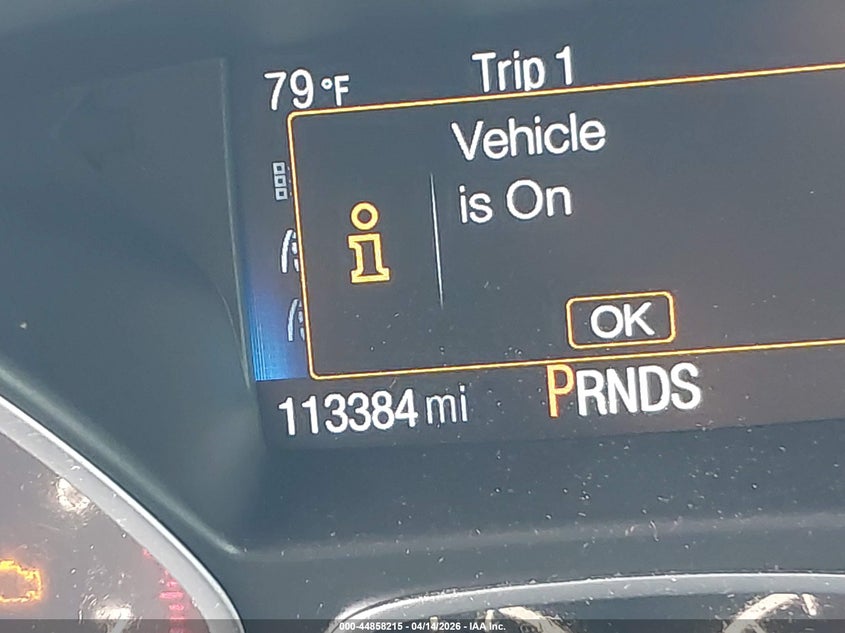 79 °F
Trip 1
Vehicle
is On
OK
113384 mi
PRNDS
000-44858215 - 04/14/2026 - IAA Inc.